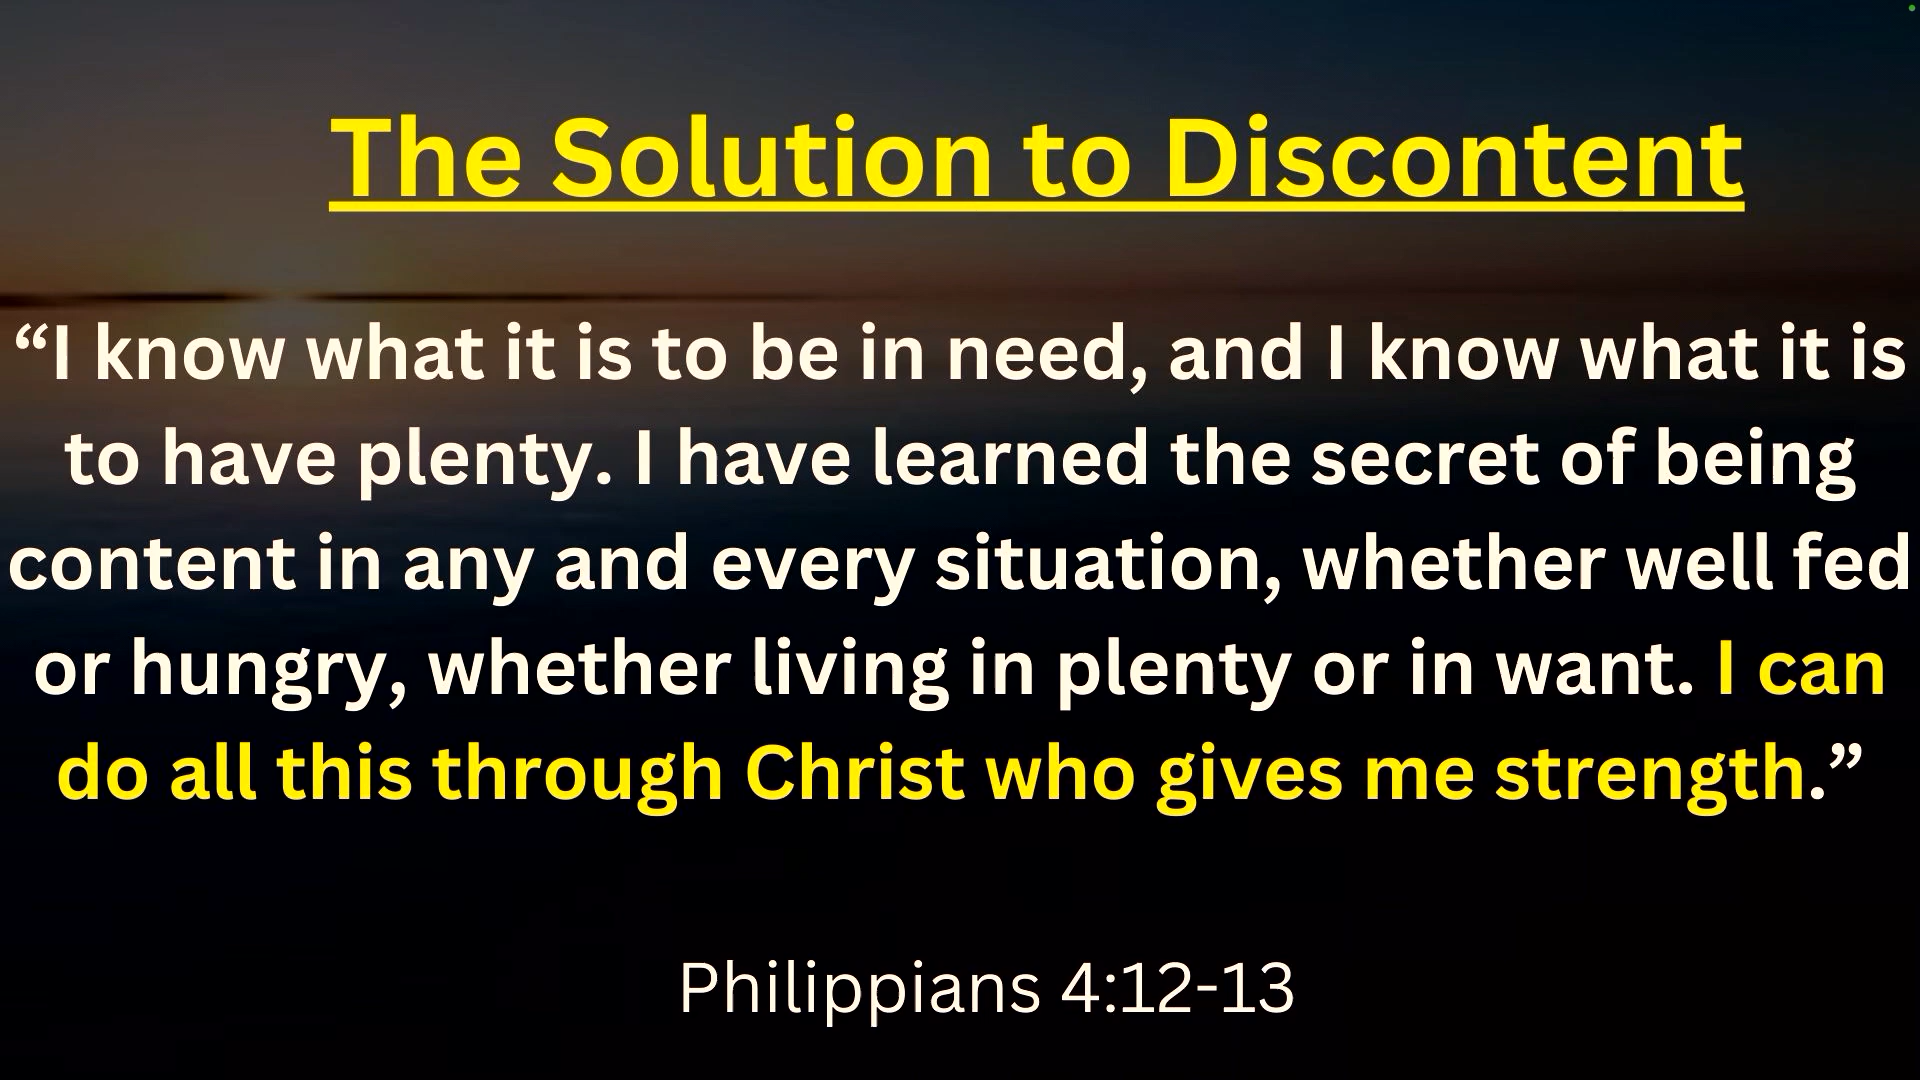 The Solution to Discontent
“I know what it is to be in need, and I know what it is
to have plenty. I have learned the secret of being
content in any and every situation, whether well fed
or hungry, whether living in plenty or in want. I can
do all this through Christ who gives me strength.”
Philippians 4:12-13